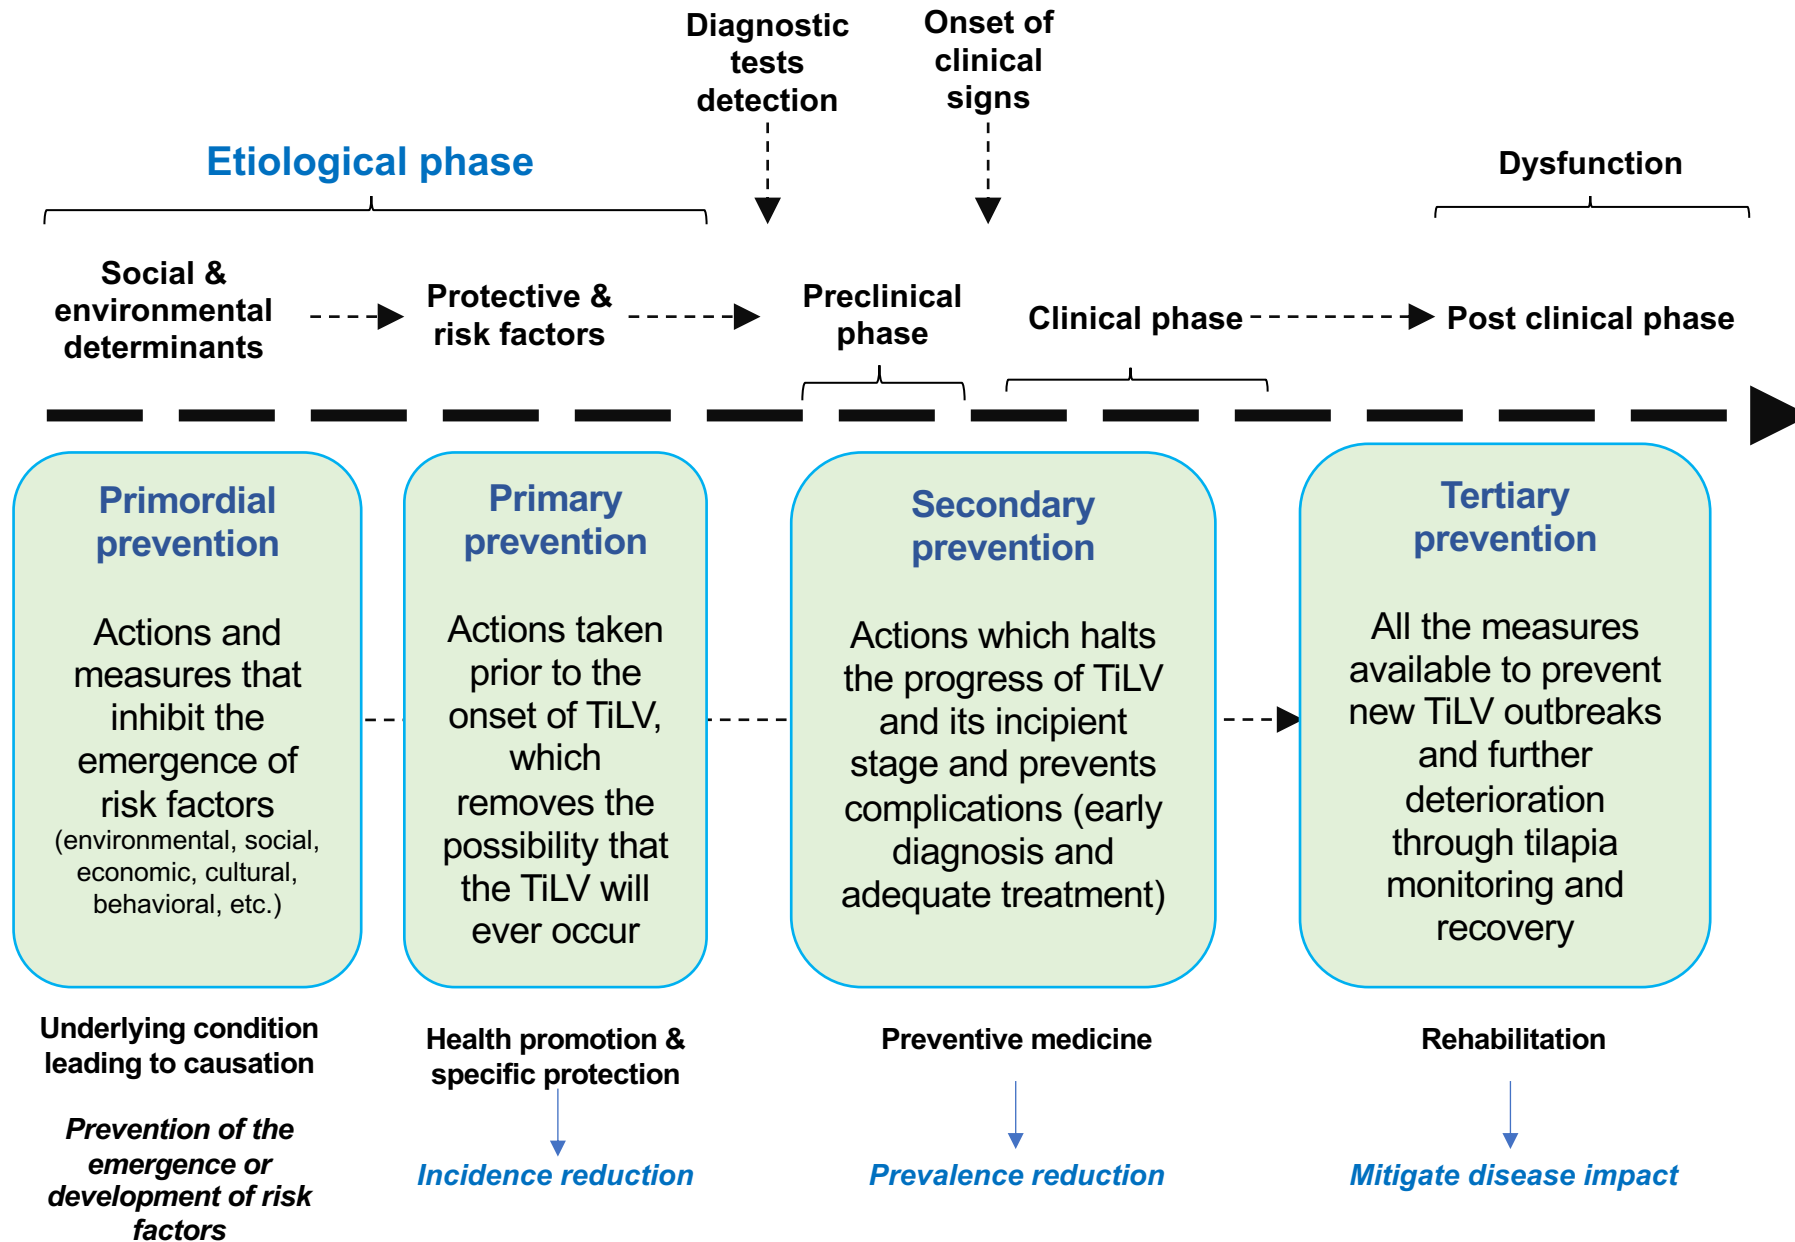 Diagnostic
tests
detection
Onset of
clinical
signs
Etiological phase
Dysfunction
Social &
environmental
determinants
Protective &
risk factors
Preclinical
phase
Clinical phase
Post clinical phase
Primordial
prevention
Actions and
measures that
inhibit the
emergence of
risk factors
(environmental, social,
economic, cultural,
behavioral, etc.)
Primary
prevention
Actions taken
prior to the
onset of TiLV,
which
removes the
possibility that
the TiLV will
ever occur
Secondary
prevention
Actions which halts
the progress of TiLV
and its incipient
stage and prevents
complications (early
diagnosis and
adequate treatment)
Tertiary
prevention
All the measures
available to prevent
new TiLV outbreaks
and further
deterioration
through tilapia
monitoring and
recovery
Underlying condition
leading to causation
Prevention of the
emergence or
development of risk
factors
Health promotion &
specific protection
Incidence reduction
Preventive medicine
Prevalence reduction
Rehabilitation
Mitigate disease impact